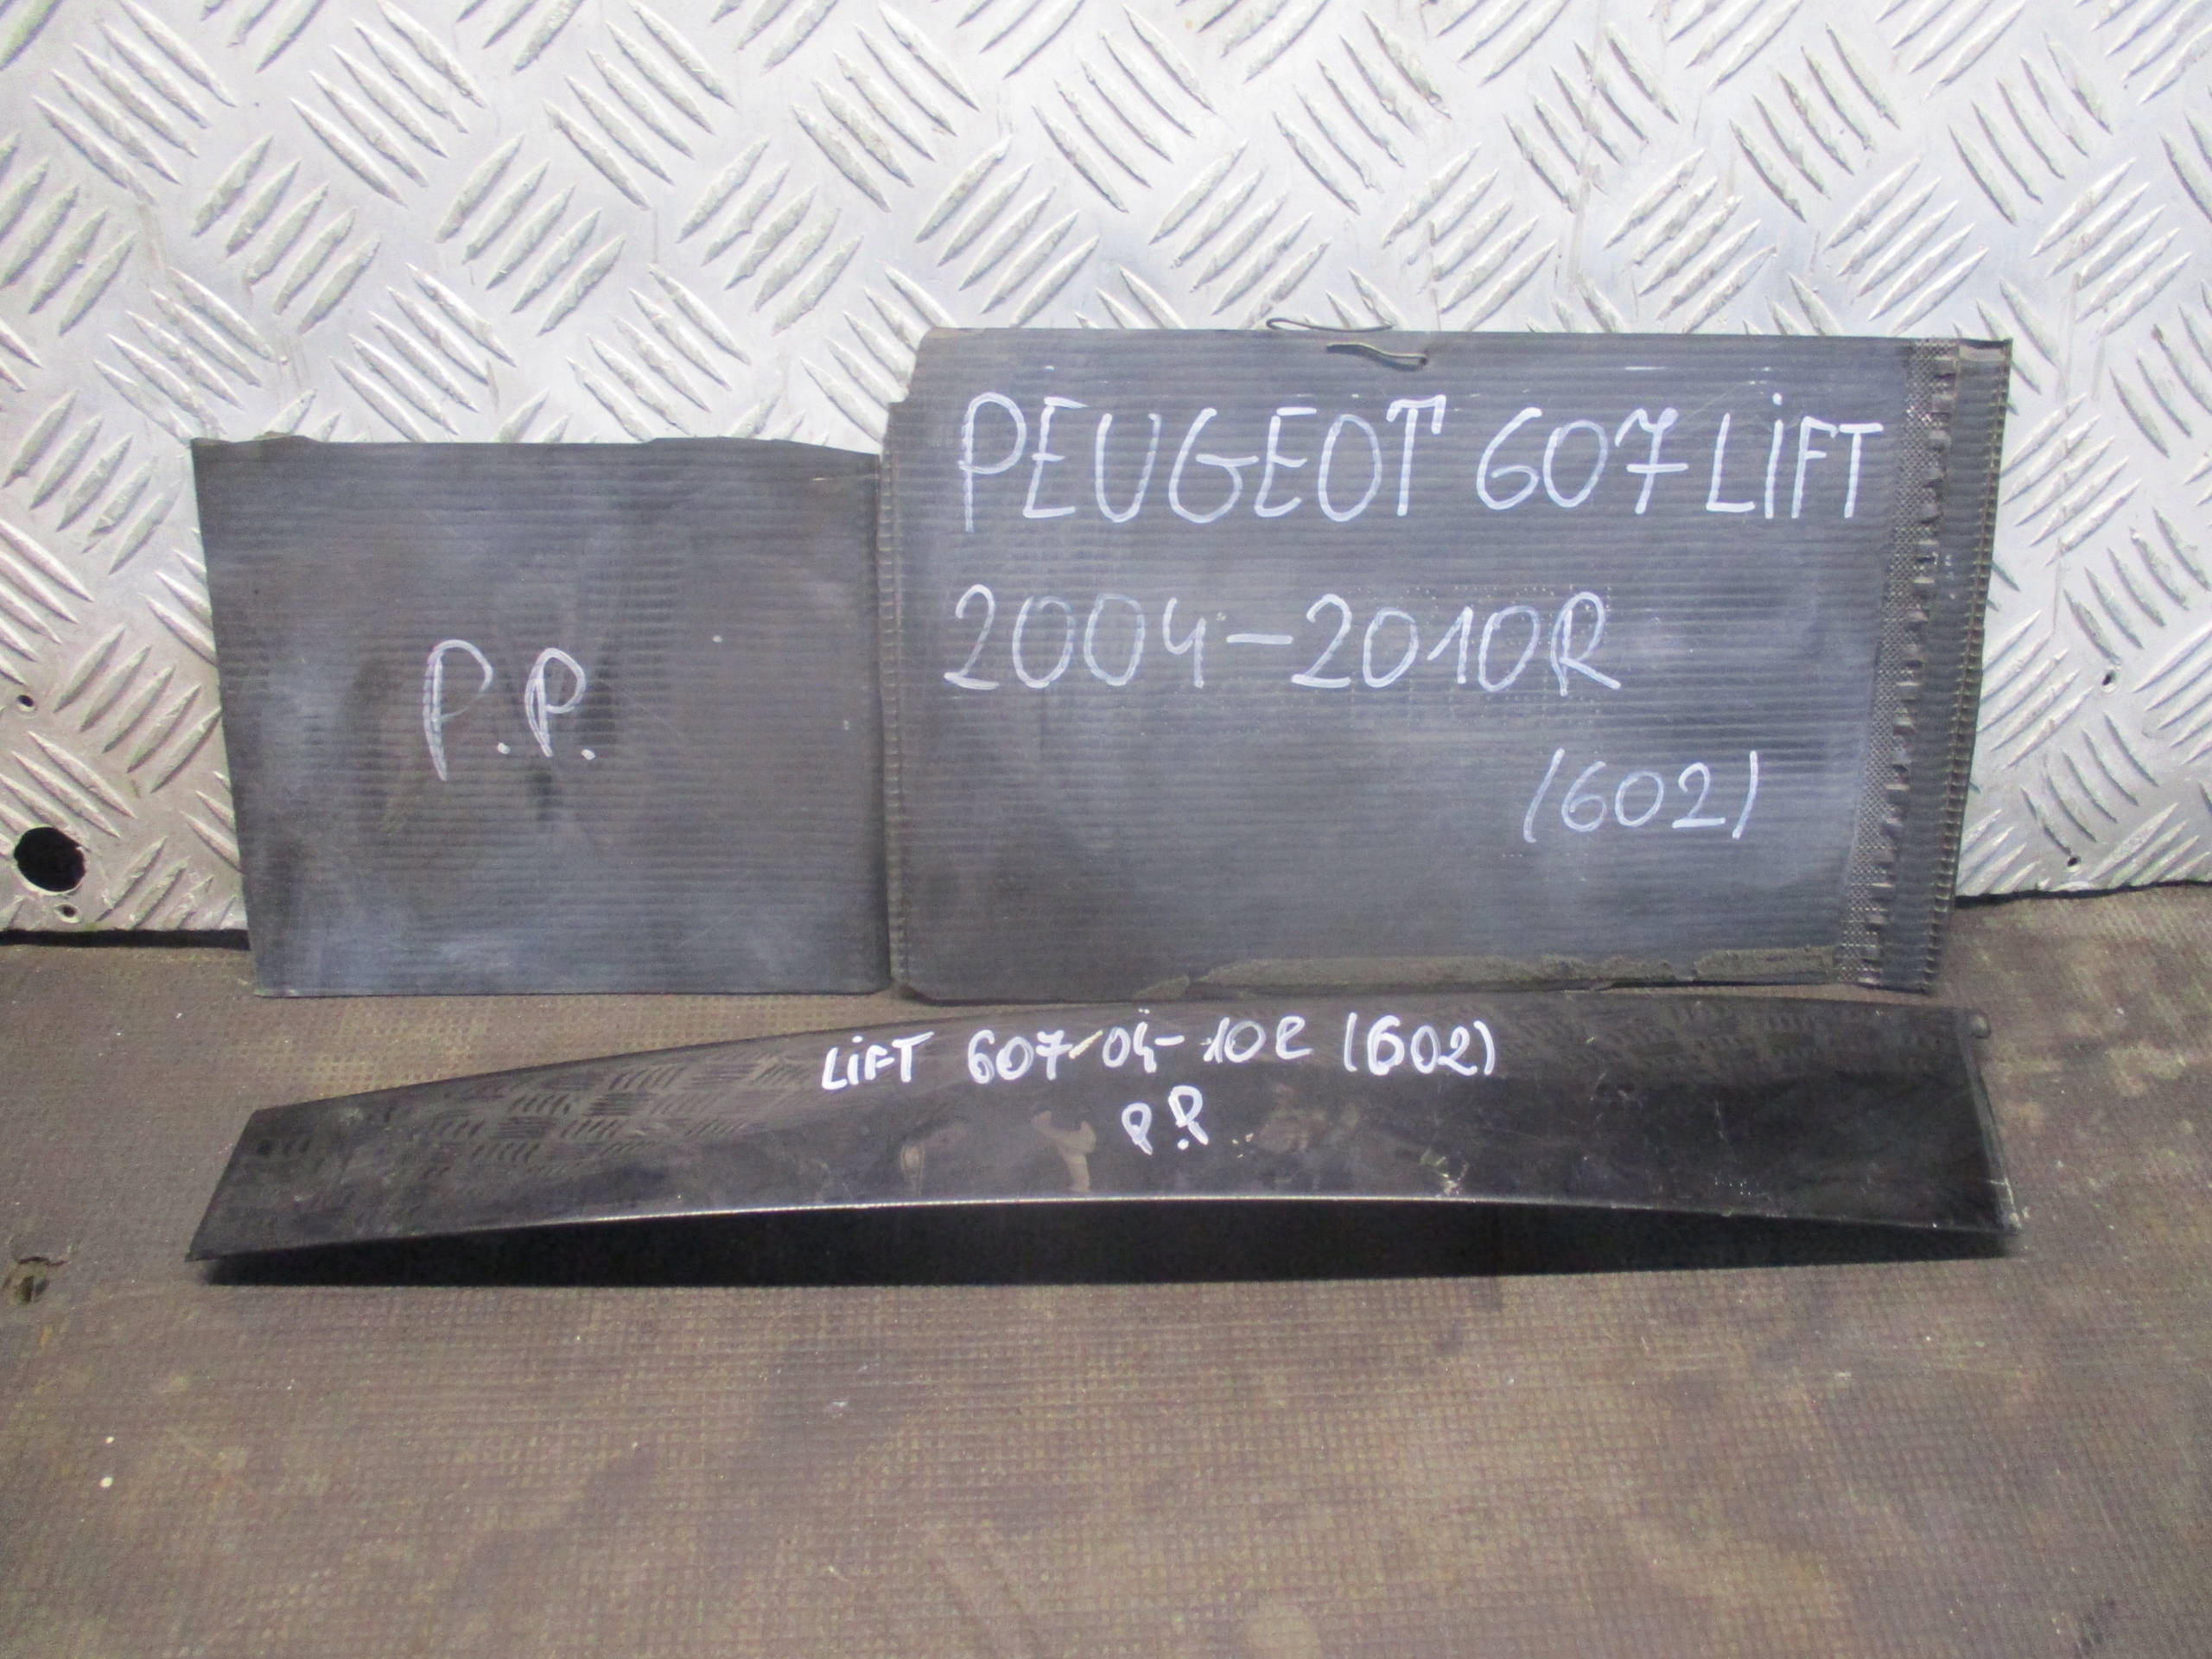 P.P.
PEUGEOT 607 LiFT
2004-2010R
(602)
LiFT 607 04-10R (602)
P.P